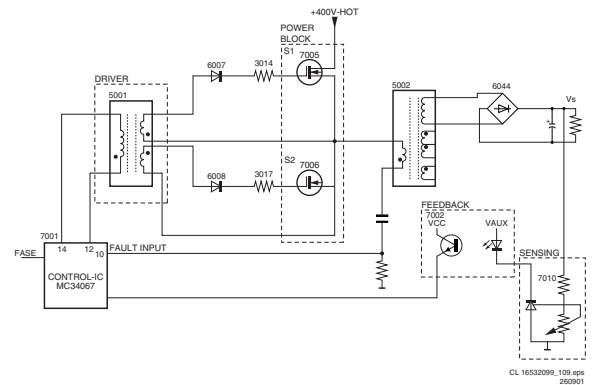 +400V-HOT
POWER
BLOCK
S1
7005
6007
3014
DRIVER
5001
5002
6044
Vs
+
S2
7006
6008
3017
7001
14
12
10
FAULT INPUT
FASE
CONTROL-IC
MC34067
FEEDBACK
7002
VCC
VAUX
SENSING
7010
CL 16532099_109.eps
260901